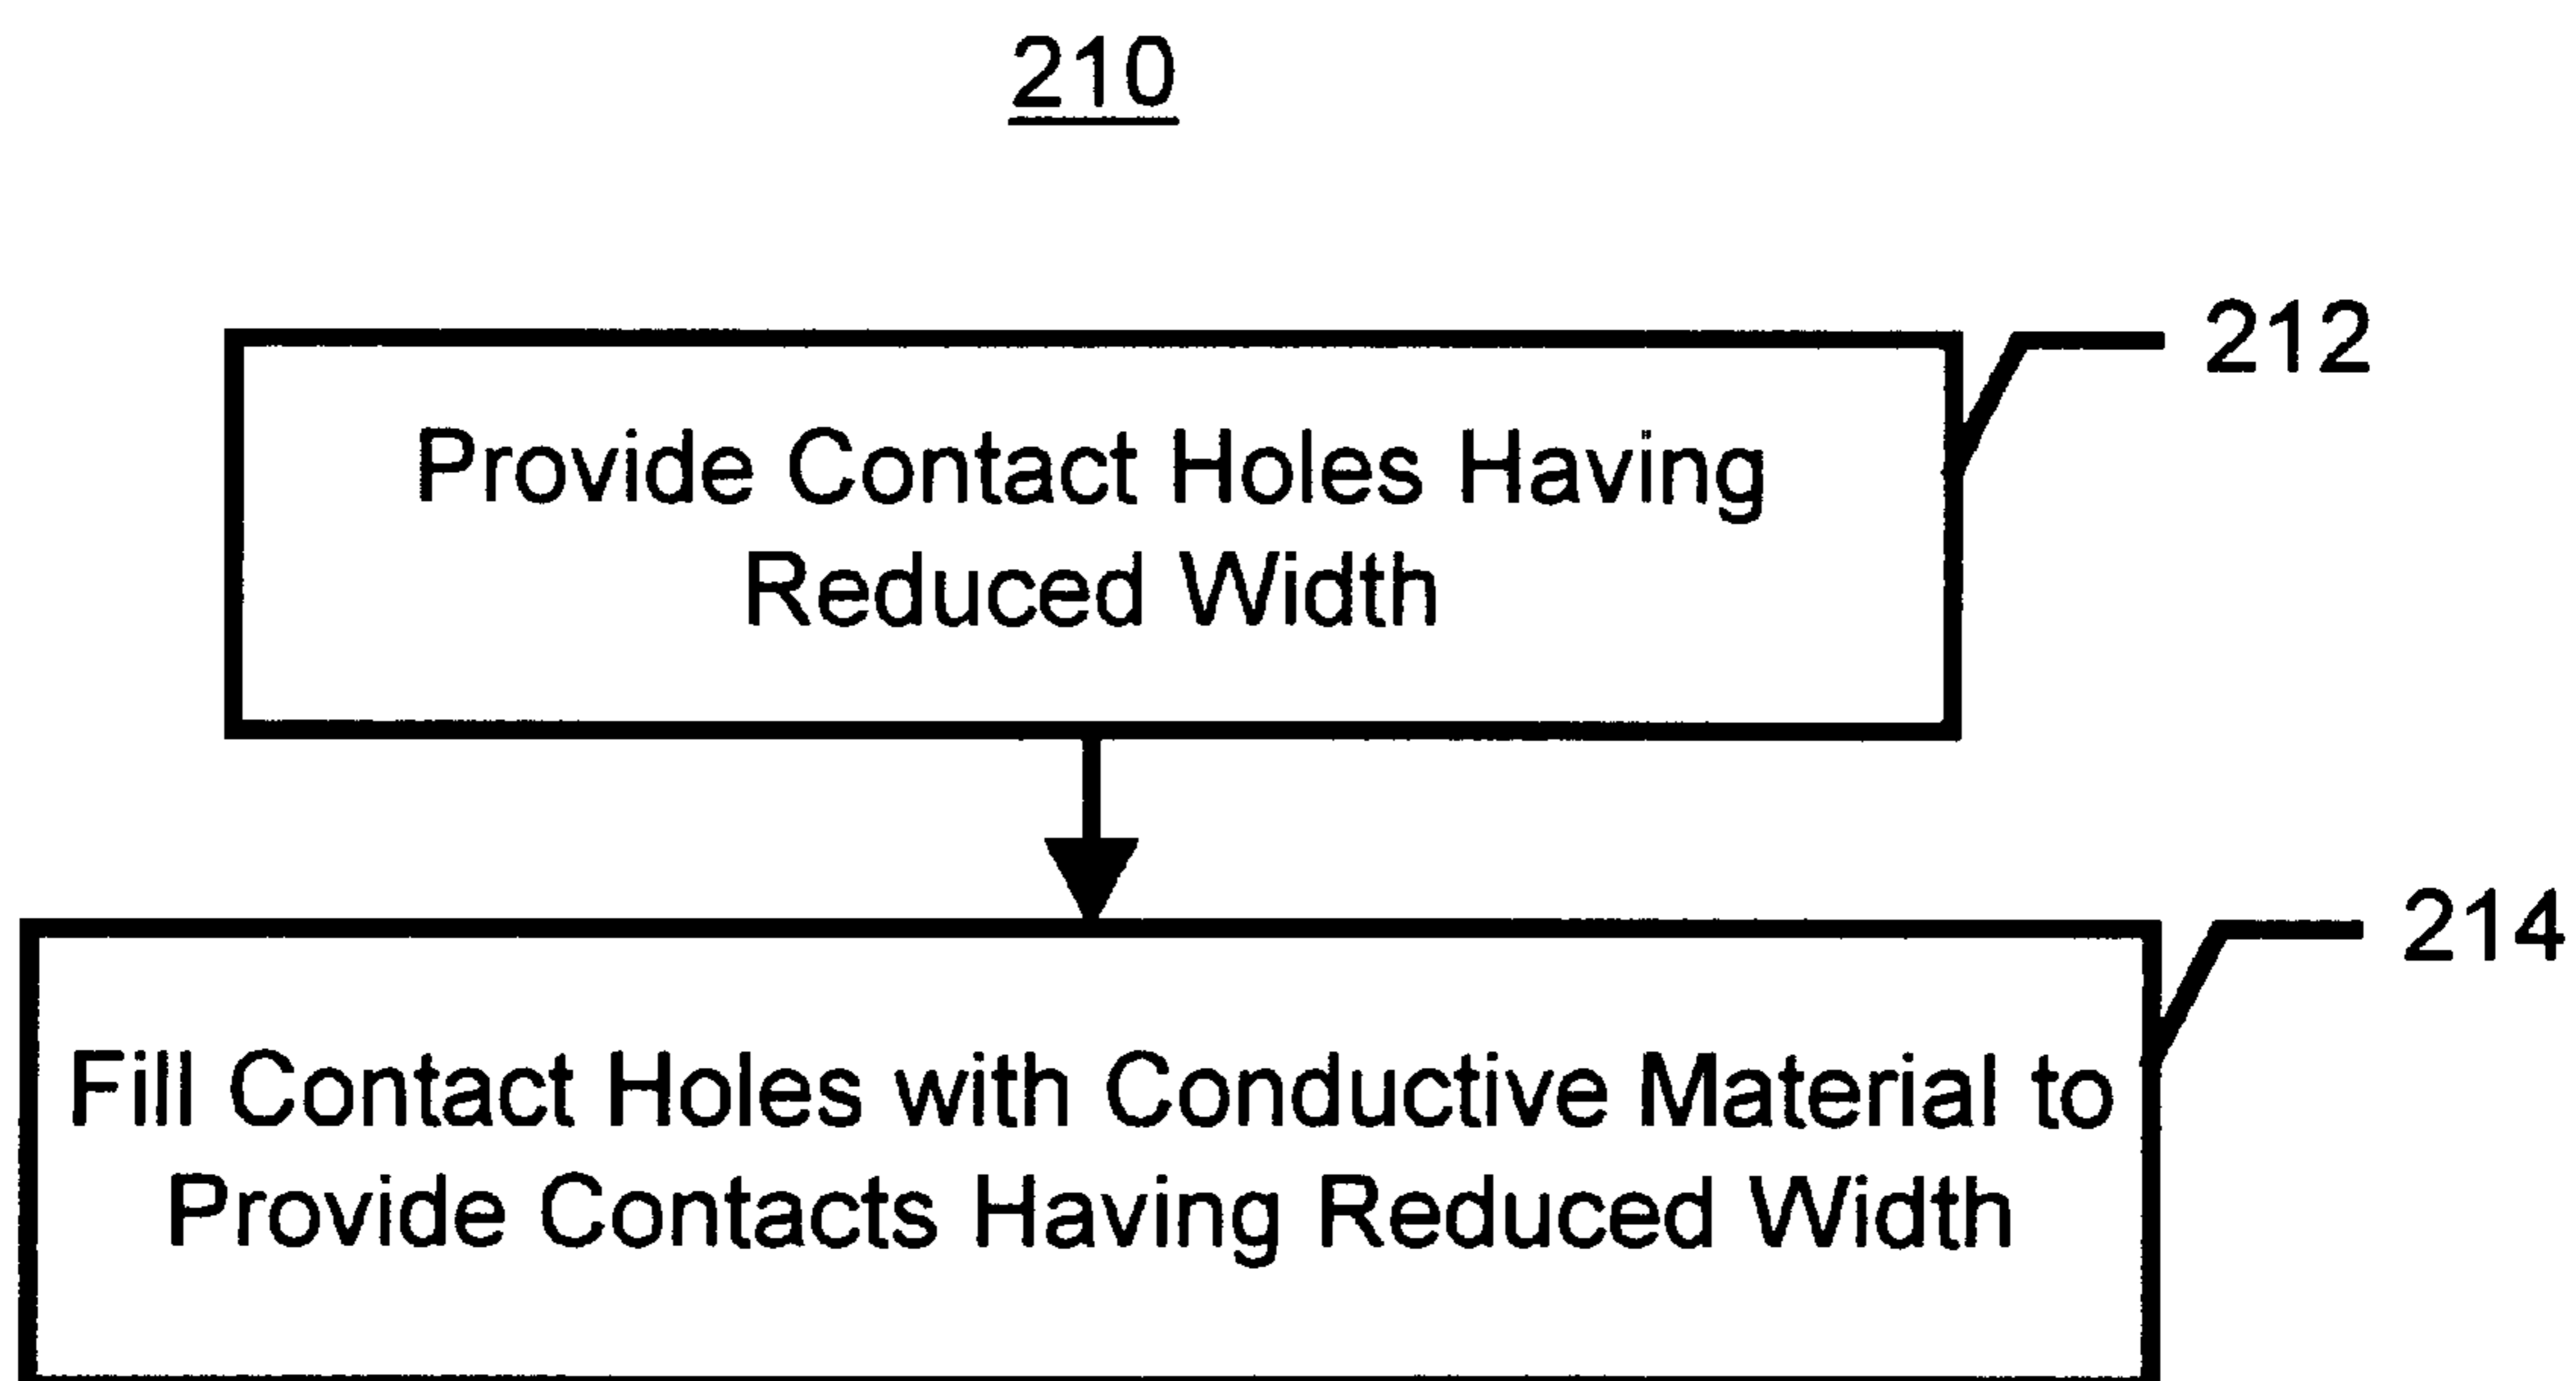 210
212
Provide Contact Holes Having
Reduced Width
214
Fill Contact Holes with Conductive Material to
Provide Contacts Having Reduced Width